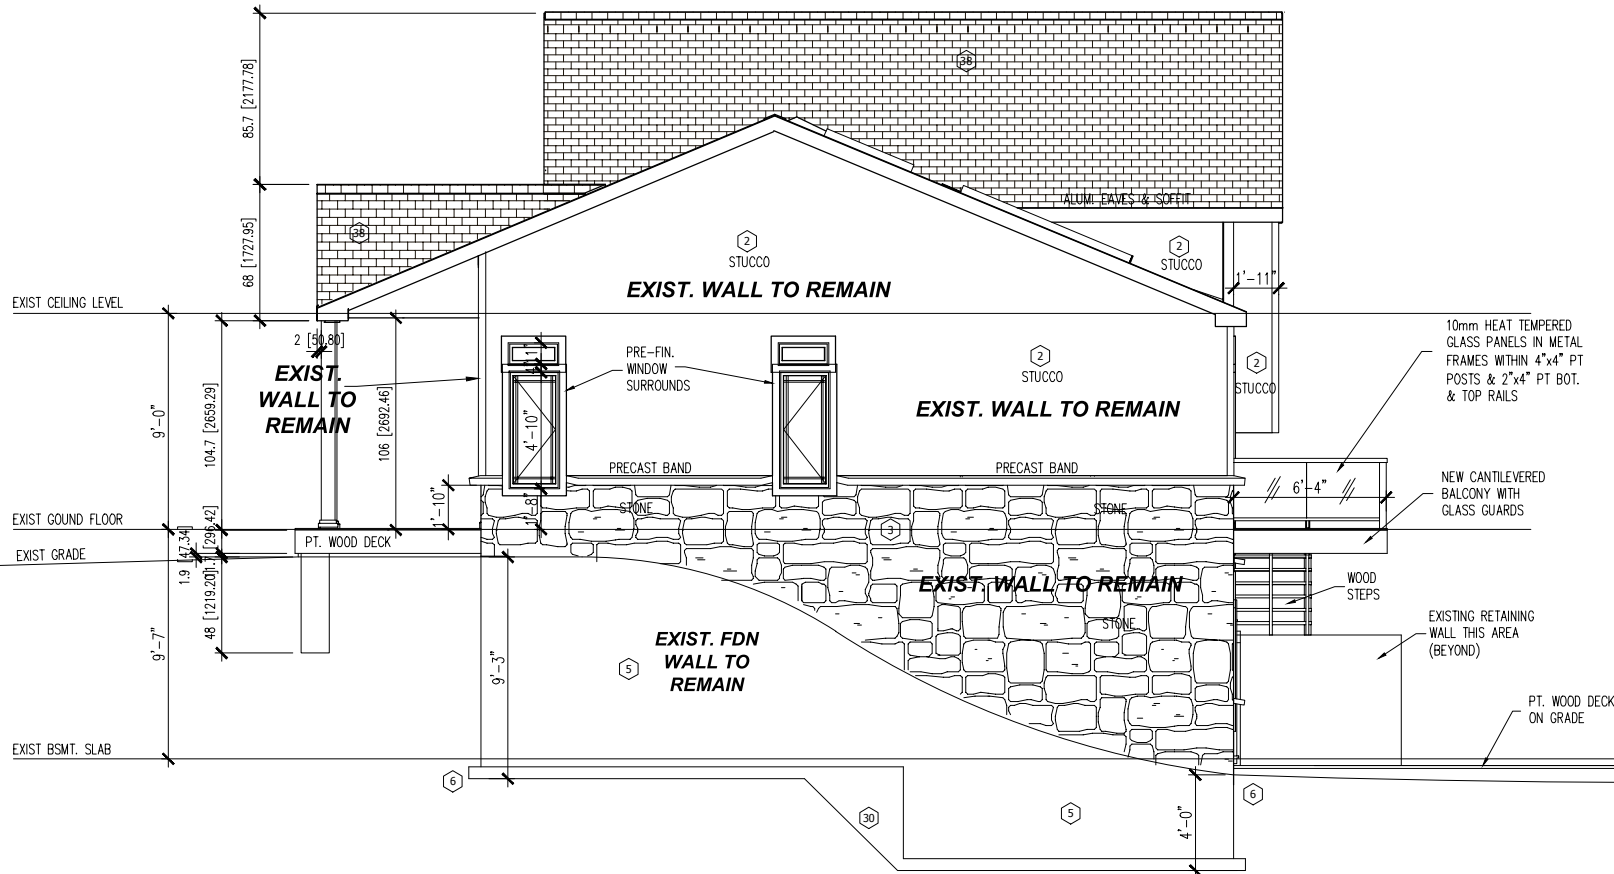 85.7 [2177.78]
38
ALUM. EAVES & SOFFIT
68 [1727.95]
38
2
STUCCO
2
STUCCO
EXIST. WALL TO REMAIN
1'-11"
EXIST CEILING LEVEL
2 [50.80]
EXIST.
WALL TO
REMAIN
PRE-FIN.
WINDOW
SURROUNDS
2
STUCCO
2
STUCCO
10mm HEAT TEMPERED
GLASS PANELS IN METAL
FRAMES WITHIN 4"x4" PT
POSTS & 2"x4" PT BOT.
& TOP RAILS
EXIST. WALL TO REMAIN
9'-0"
104.7 [2659.29]
106 [2692.46]
4'-10"
PRECAST BAND
PRECAST BAND
1'-10"
1'-8"
STONE
STONE
6'-4"
NEW CANTILEVERED
BALCONY WITH
GLASS GUARDS
EXIST GOUND FLOOR
3
PT. WOOD DECK
EXIST GRADE
1.9 [47.34]
[296.42]
48 [1219.20]
EXIST. WALL TO REMAIN
WOOD
STEPS
STONE
EXISTING RETAINING
WALL THIS AREA
(BEYOND)
9'-7"
EXIST. FDN
WALL TO
REMAIN
5
9'-3"
PT. WOOD DECK
ON GRADE
EXIST BSMT. SLAB
6
30
5
4'-0"
6